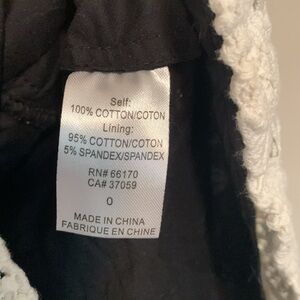 Self:
100% COTTON/COTON
Lining:
95% COTTON/COTON
5% SPANDEX/SPANDEX
RN# 66170
CA# 37059
0
MADE IN CHINA
FABRIQUE EN CHINE